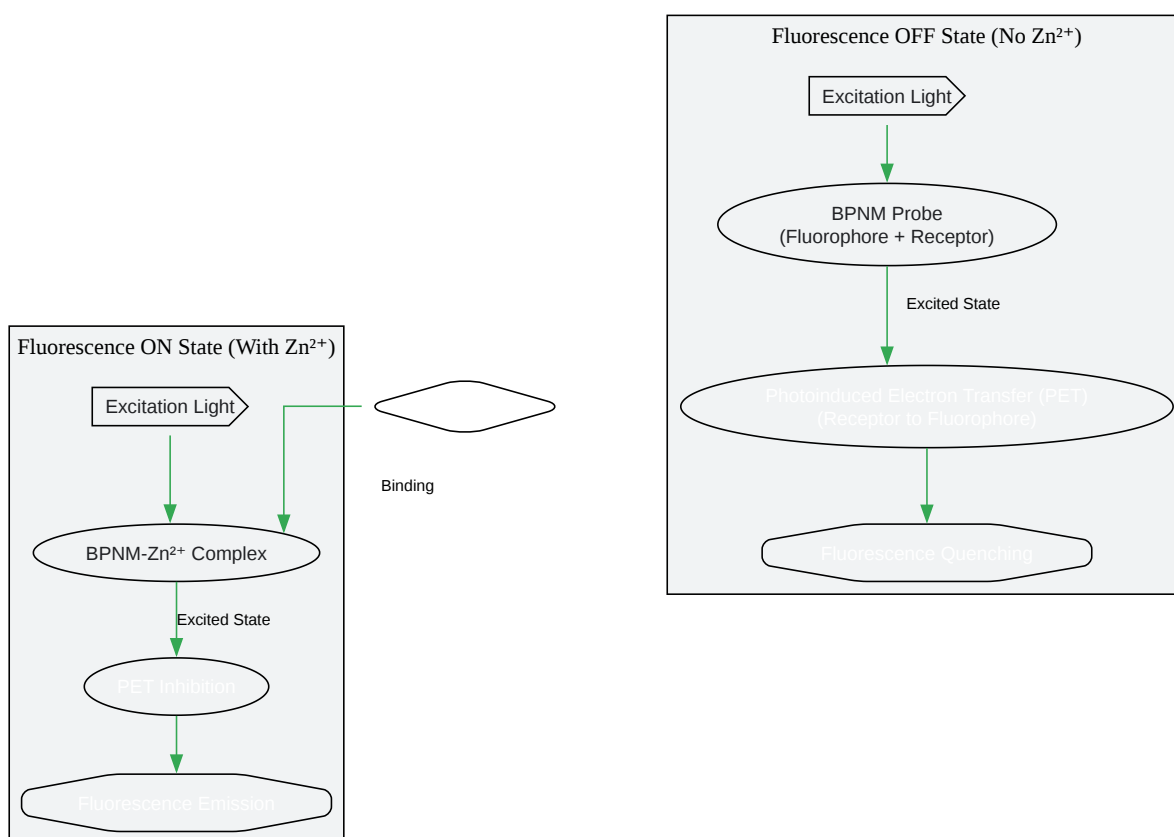 Fluorescence OFF State (No Zn²⁺)
Excitation Light
BPNM Probe
(Fluorophore + Receptor)
Excited State
Photoinduced Electron Transfer (PET)
(Receptor to Fluorophore)
Fluorescence Quenching
Fluorescence ON State (With Zn²⁺)
Excitation Light
Binding
BPNM-Zn²⁺ Complex
Excited State
PET Inhibition
Fluorescence Emission